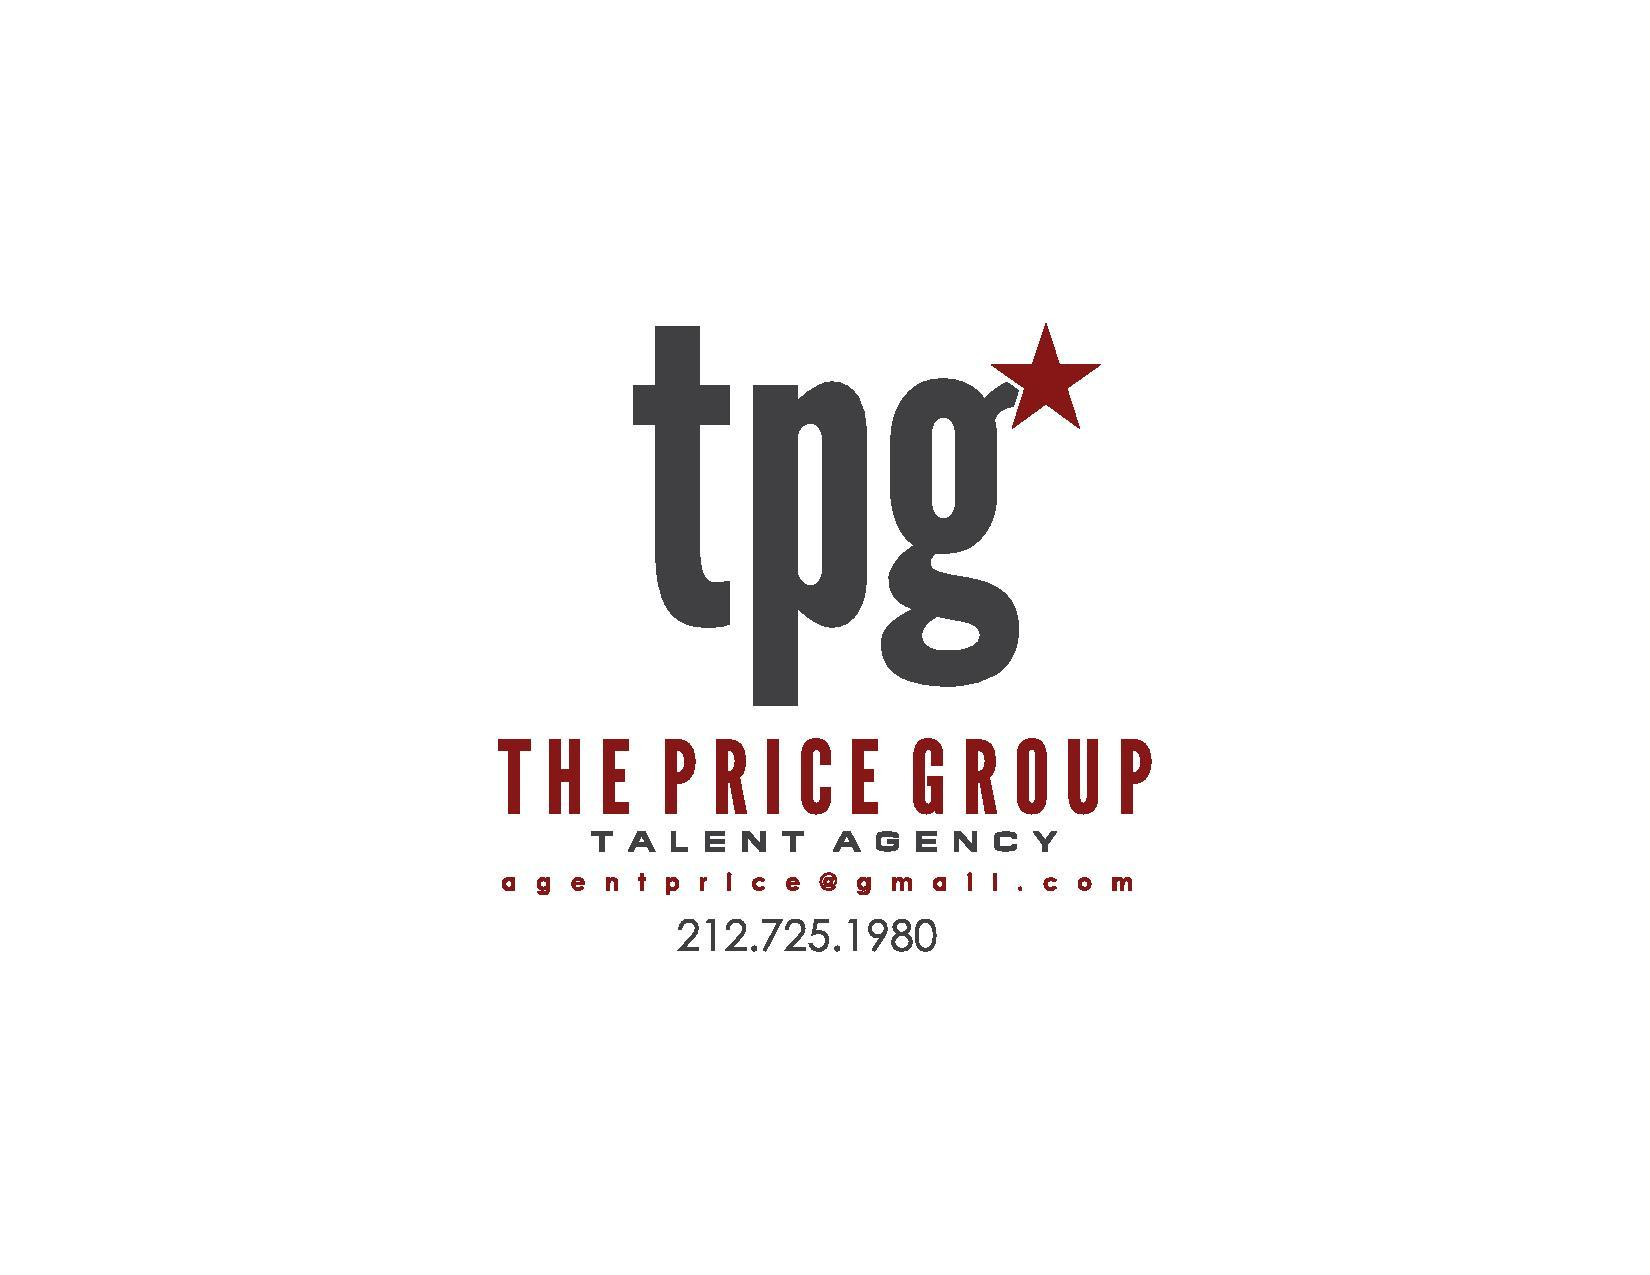 tpg
THE PRICE GROUP
TALENT AGENCY
agentprice@gmail.com
212.725.1980